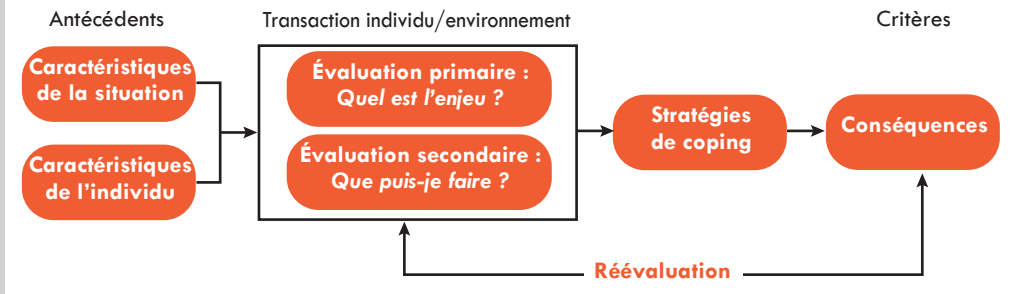 Antécédents
Transaction individu/environnement
Critères
Caractéristiques
de la situation
Caractéristiques
de l'individu
Évaluation primaire :
Quel est l'enjeu ?
Évaluation secondaire :
Que puis-je faire ?
Stratégies
de coping
Conséquences
Réévaluation